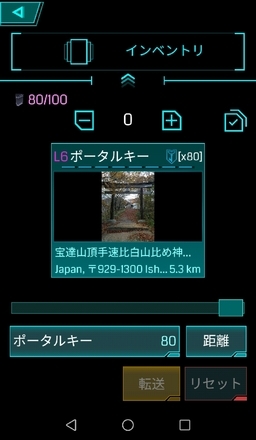 インベントリ
80/100
0
L6 ポータルキー [x80]
宝達山頂手速比白山比め神...
Japan, 〒929-1300 Ish... 5.3 km
ポータルキー 80 距離
転送 リセット